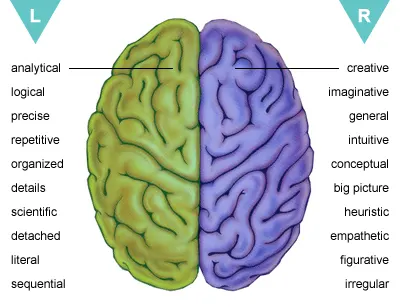 L R
analytical creative
logical imaginative
precise general
repetitive intuitive
organized conceptual
details big picture
scientific heuristic
detached empathetic
literal figurative
sequential irregular